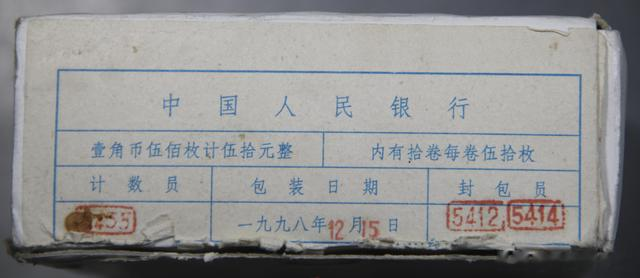 中国人民银行
壹角币伍佰枚计伍拾元整 内有拾卷每卷伍拾枚
计数员 包装日期 封包员
一九九八年12月15日 5412 5414